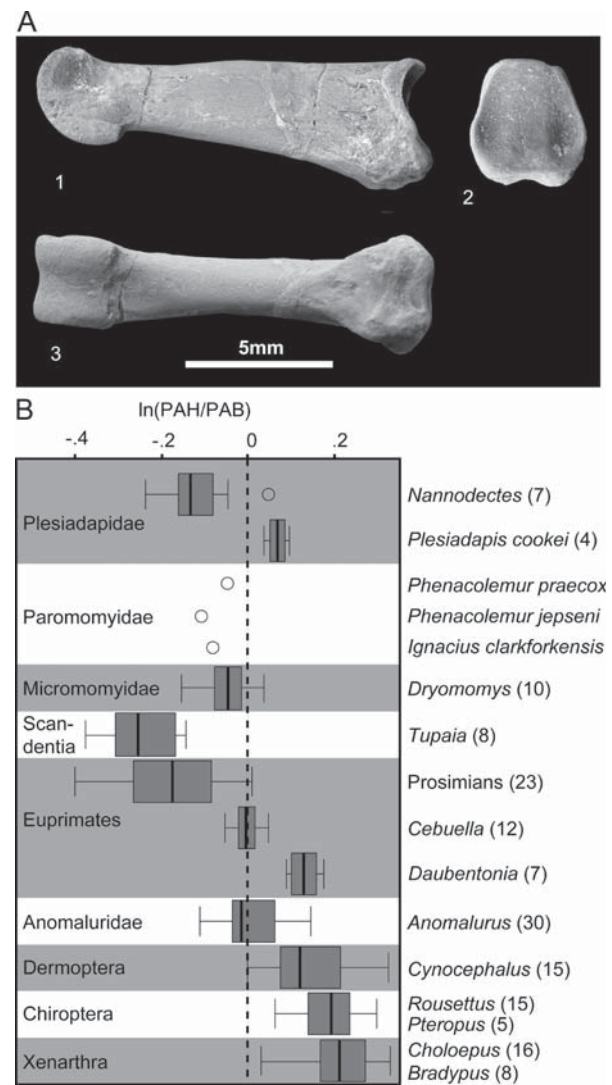 A
1
2
3
5mm
B
ln(PAH/PAB)
-.4 -.2 0 .2
Plesiadapidae
Nannodectes (7)
Plesiadapis cookei (4)
Paromomyidae
Phenacolemur praecox
Phenacolemur jepseni
Ignacius clarkforkensis
Micromomyidae
Dryomomys (10)
Scan-
dentia
Tupaia (8)
Euprimates
Prosimians (23)
Cebuella (12)
Daubentonia (7)
Anomaluridae
Anomalurus (30)
Dermoptera
Cynocephalus (15)
Chiroptera
Rousettus (15)
Pteropus (5)
Xenarthra
Choloepus (16)
Bradypus (8)